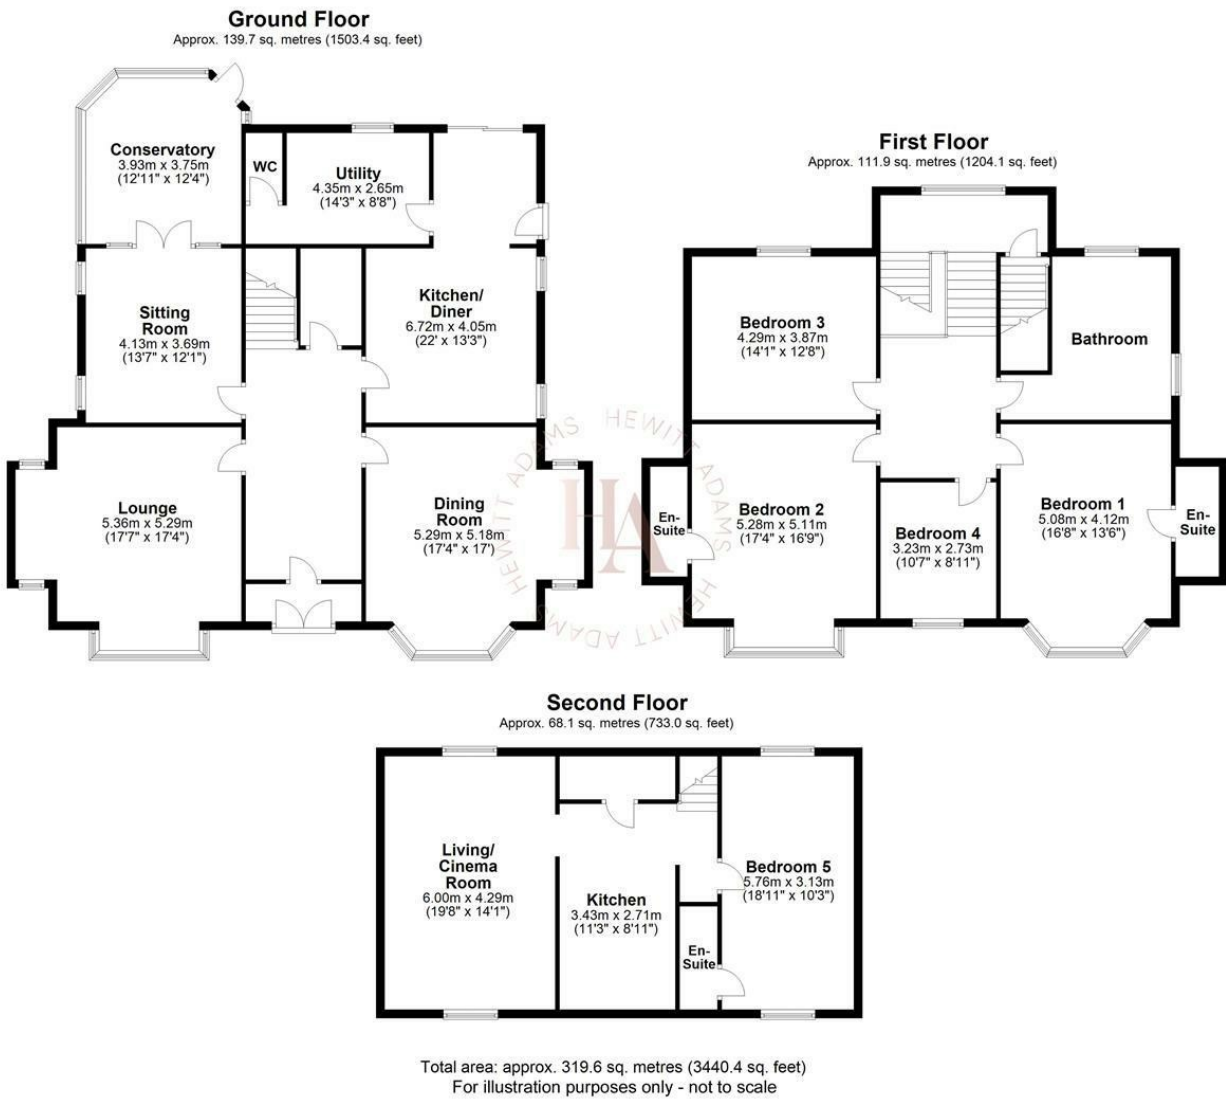 Ground Floor
Approx. 139.7 sq. metres (1503.4 sq. feet)
Conservatory
3.93m x 3.75m
(12'11" x 12'4")
WC
Utility
4.35m x 2.65m
(14'3" x 8'8")
Sitting
Room
4.13m x 3.69m
(13'7" x 12'1")
Kitchen/
Diner
6.72m x 4.05m
(22' x 13'3")
Lounge
5.36m x 5.29m
(17'7" x 17'4")
Dining
Room
5.29m x 5.18m
(17'4" x 17')
First Floor
Approx. 111.9 sq. metres (1204.1 sq. feet)
Bedroom 3
4.29m x 3.87m
(14'1" x 12'8")
Bathroom
En-
Suite
Bedroom 2
5.28m x 5.11m
(17'4" x 16'9")
Bedroom 4
3.23m x 2.73m
(10'7" x 8'11")
Bedroom 1
5.08m x 4.12m
(16'8" x 13'6")
En-
Suite
HEWITT ADAMS HEWITT ADAMS HEWITT ADAMS
HA
Second Floor
Approx. 68.1 sq. metres (733.0 sq. feet)
Living/
Cinema
Room
6.00m x 4.29m
(19'8" x 14'1")
Kitchen
3.43m x 2.71m
(11'3" x 8'11")
En-
Suite
Bedroom 5
5.76m x 3.13m
(18'11" x 10'3")
Total area: approx. 319.6 sq. metres (3440.4 sq. feet)
For illustration purposes only - not to scale